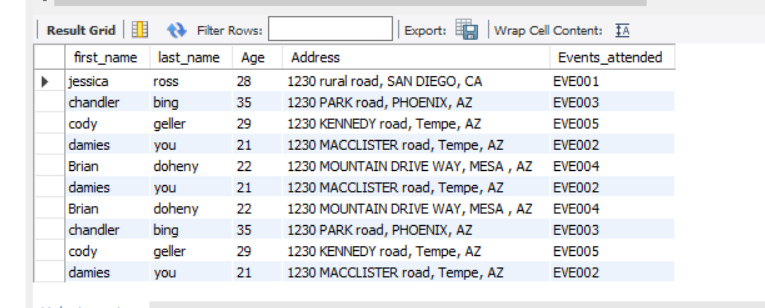 Result Grid Filter Rows: Export: Wrap Cell Content: IA
first_name last_name Age Address Events_attended
jessica ross 28 1230 rural road, SAN DIEGO, CA EVE001
chandler bing 35 1230 PARK road, PHOENIX, AZ EVE003
cody geller 29 1230 KENNEDY road, Tempe, AZ EVE005
damies you 21 1230 MACCLISTER road, Tempe, AZ EVE002
Brian doheny 22 1230 MOUNTAIN DRIVE WAY, MESA , AZ EVE004
damies you 21 1230 MACCLISTER road, Tempe, AZ EVE002
Brian doheny 22 1230 MOUNTAIN DRIVE WAY, MESA , AZ EVE004
chandler bing 35 1230 PARK road, PHOENIX, AZ EVE003
cody geller 29 1230 KENNEDY road, Tempe, AZ EVE005
damies you 21 1230 MACCLISTER road, Tempe, AZ EVE002